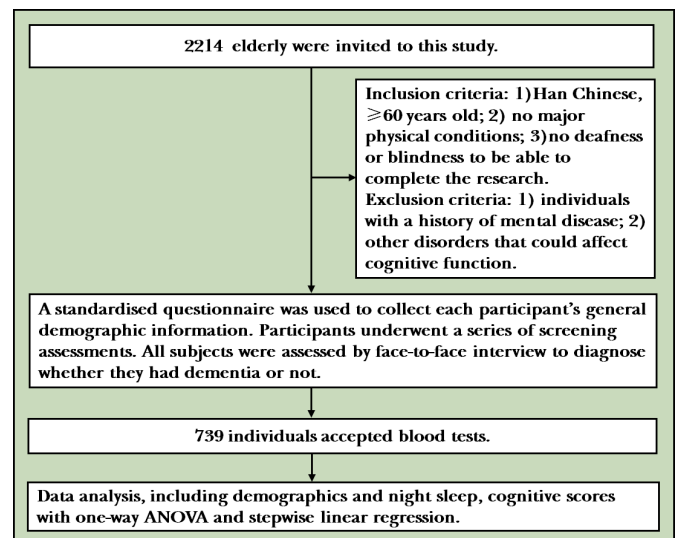 2214 elderly were invited to this study.
Inclusion criteria: 1)Han Chinese,
⩾60 years old; 2) no major
physical conditions; 3)no deafness
or blindness to be able to
complete the research.
Exclusion criteria: 1) individuals
with a history of mental disease; 2)
other disorders that could affect
cognitive function.
A standardised questionnaire was used to collect each participant's general
demographic information. Participants underwent a series of screening
assessments. All subjects were assessed by face-to-face interview to diagnose
whether they had dementia or not.
739 individuals accepted blood tests.
Data analysis, including demographics and night sleep, cognitive scores
with one-way ANOVA and stepwise linear regression.